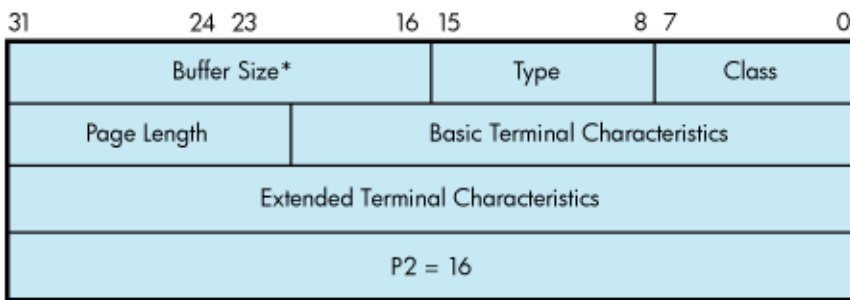 31 24 23 16 15 8 7 0
Buffer Size* Type Class
Page Length Basic Terminal Characteristics
Extended Terminal Characteristics
P2 = 16